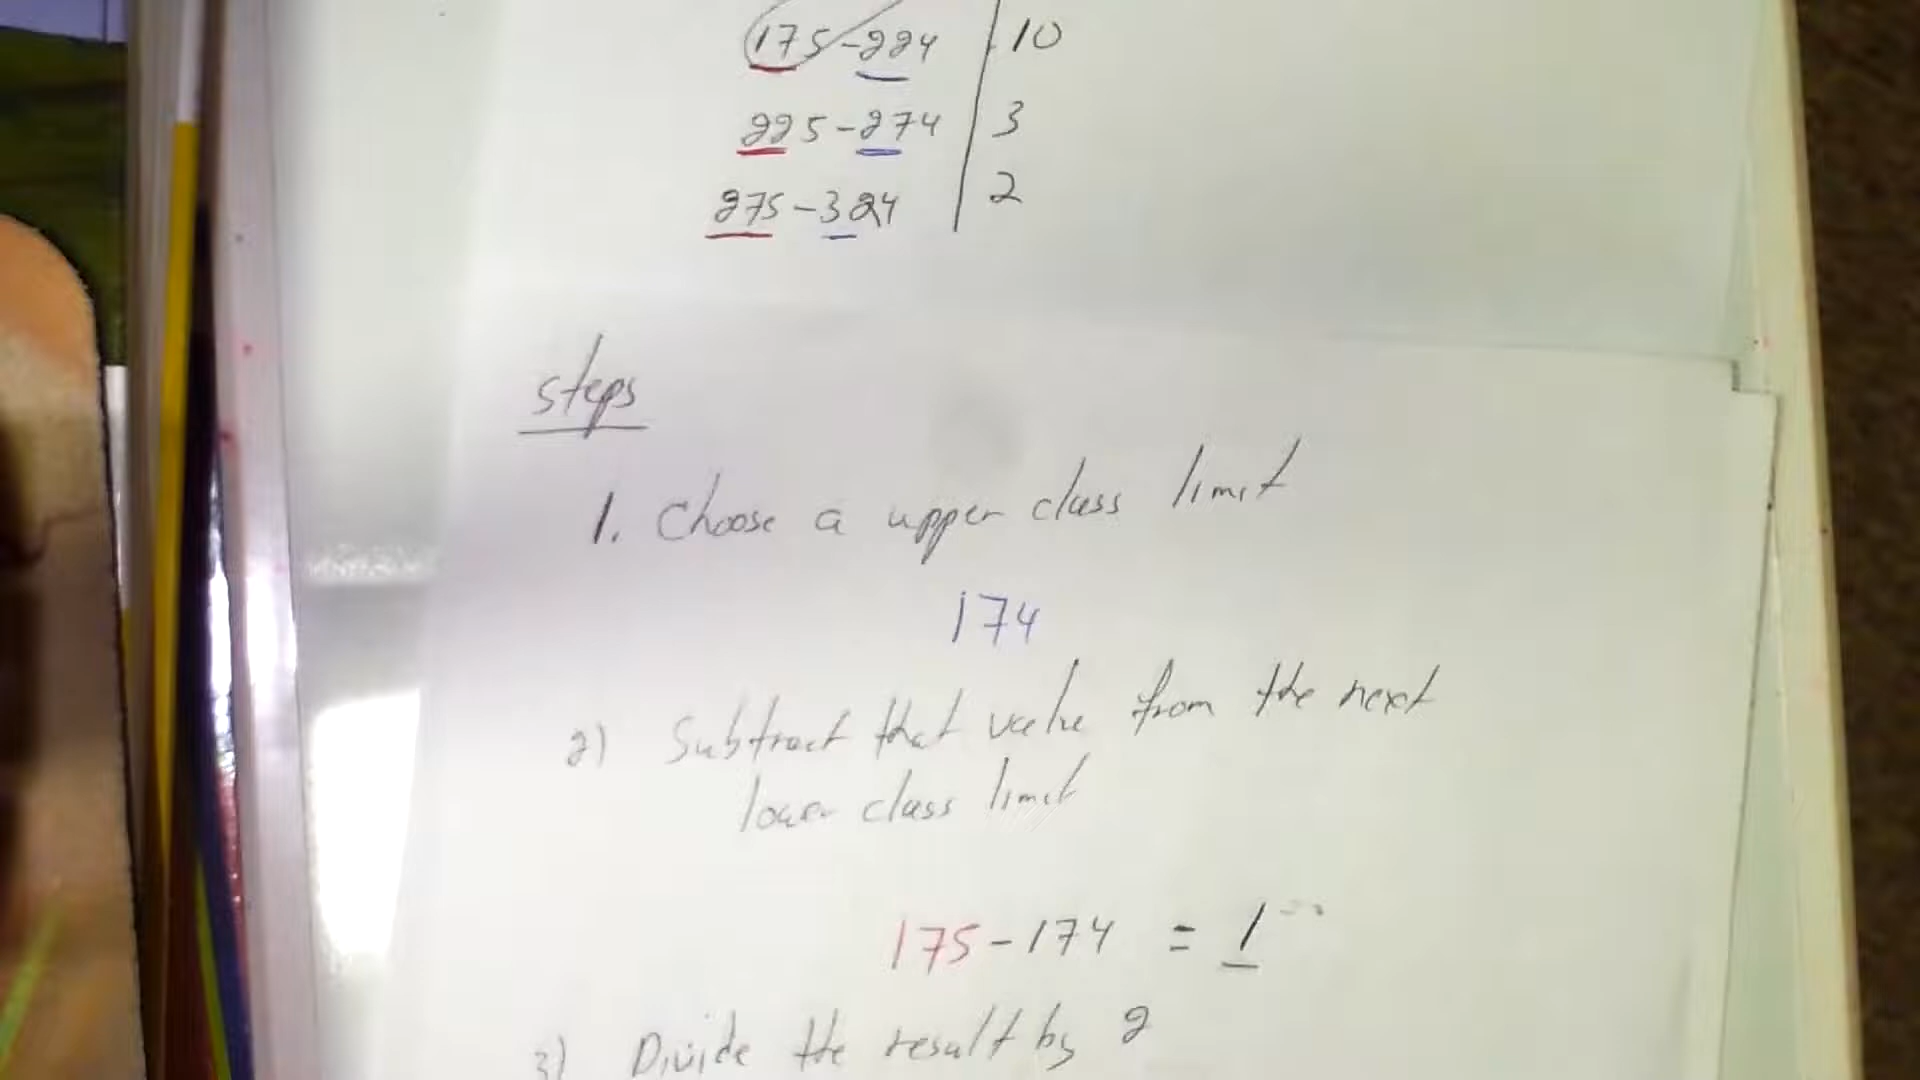 175-224 | 10
225-274 | 3
275-324 | 2
steps
1. Choose a upper class limit
174
2) Subtract that value from the next
lower class limit
175-174 = 1
3) Divide the result by 2